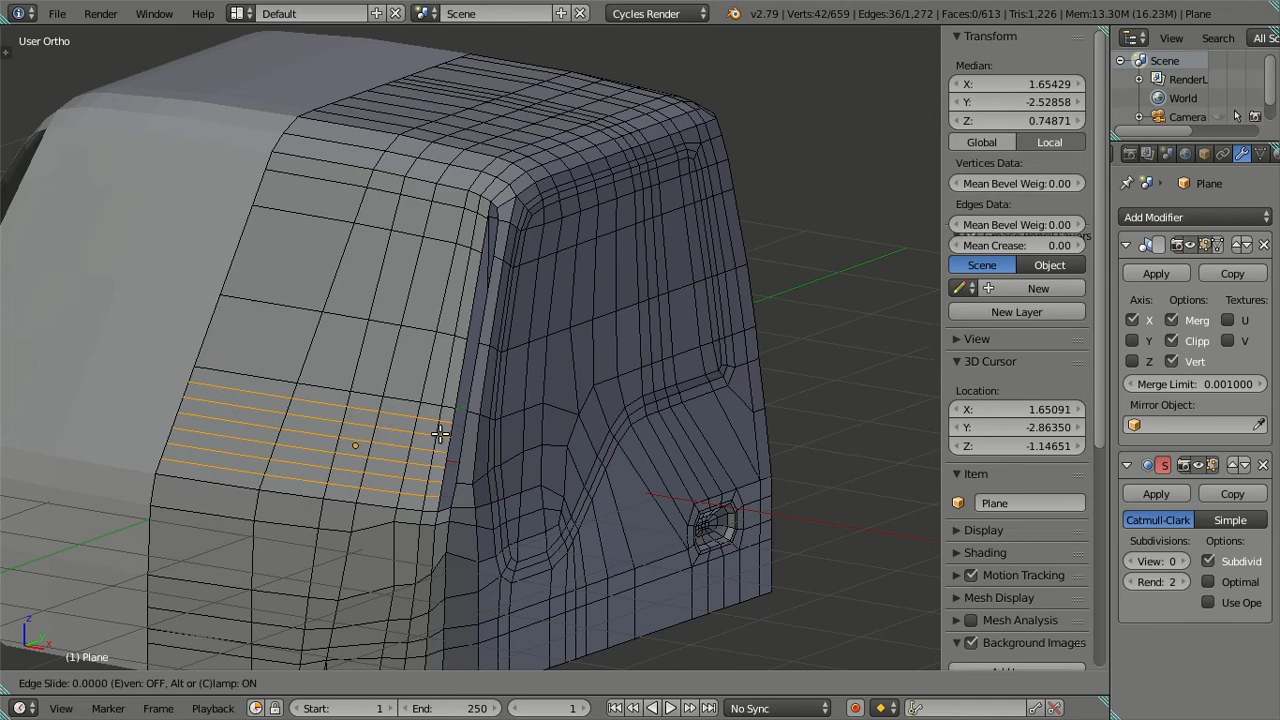 File Render Window Help Default Scene Cycles Render v2.79 | Verts:42/659 | Edges:36/1,272 | Faces:0/613 | Tris:1,226 | Mem:13.30M (16.23M) | Plane
User Ortho
Transform
Median:
X: 1.65429
Y: -2.52858
Z: 0.74871
Global Local
Vertices Data:
Mean Bevel Weig: 0.00
Edges Data:
Mean Bevel Weig: 0.00
Mean Crease: 0.00
Scene Object
New
New Layer
View
3D Cursor
Location:
X: 1.65091
Y: -2.86350
Z: -1.14651
Item
Plane
Display
Shading
Motion Tracking
Mesh Display
Mesh Analysis
Background Images
View Search All Sc
Scene
RenderL
World
Camera
Plane
Add Modifier
Apply Copy
Axis: Options: Textures:
X Merg U
Y Clipp V
Z Vert
Merge Limit: 0.001000
Mirror Object:
S
Apply Copy
Catmull-Clark Simple
Subdivisions: Options:
View: 0 Subdivid
Rend: 2 Optimal
Use Ope
z
y
x
(1) Plane
Edge Slide: 0.0000 (E)ven: OFF, Alt or (C)lamp: ON
View Marker Frame Playback Start: 1 End: 250 1 No Sync